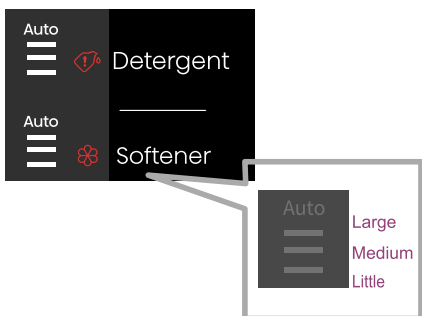 Auto
Detergent
Auto
Softener
Auto
Large
Medium
Little